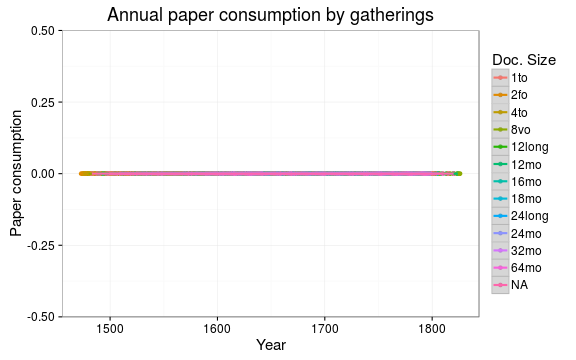 Annual paper consumption by gatherings
0.50
0.25
0.00
-0.25
-0.50
Paper consumption
1500 1600 1700 1800
Year
Doc. Size
1to
2fo
4to
8vo
12long
12mo
16mo
18mo
24long
24mo
32mo
64mo
NA